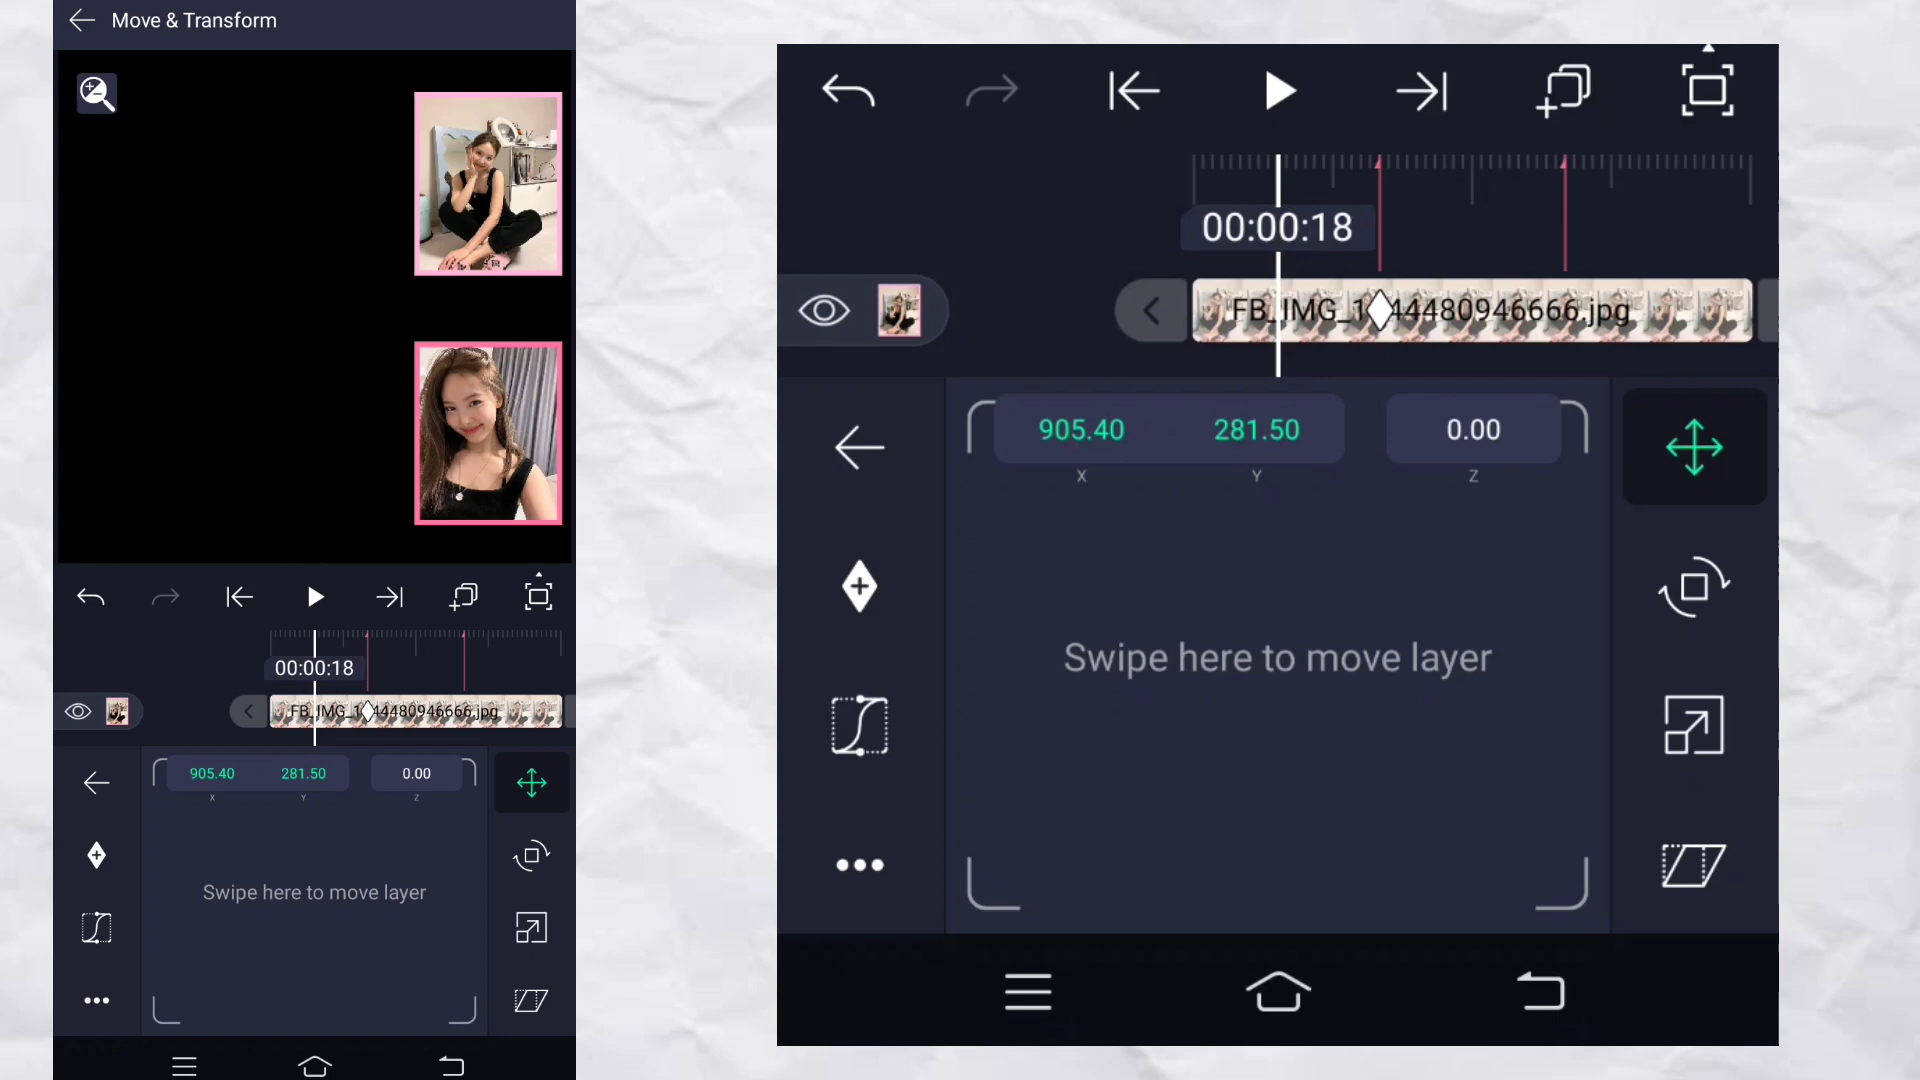 Move & Transform
00:00:18
FB_IMG_1 44480946666.jpg
905.40 281.50 0.00
X Y Z
Swipe here to move layer
00:00:18
FB_IMG_1 44480946666.jpg
905.40 281.50 0.00
X Y Z
Swipe here to move layer